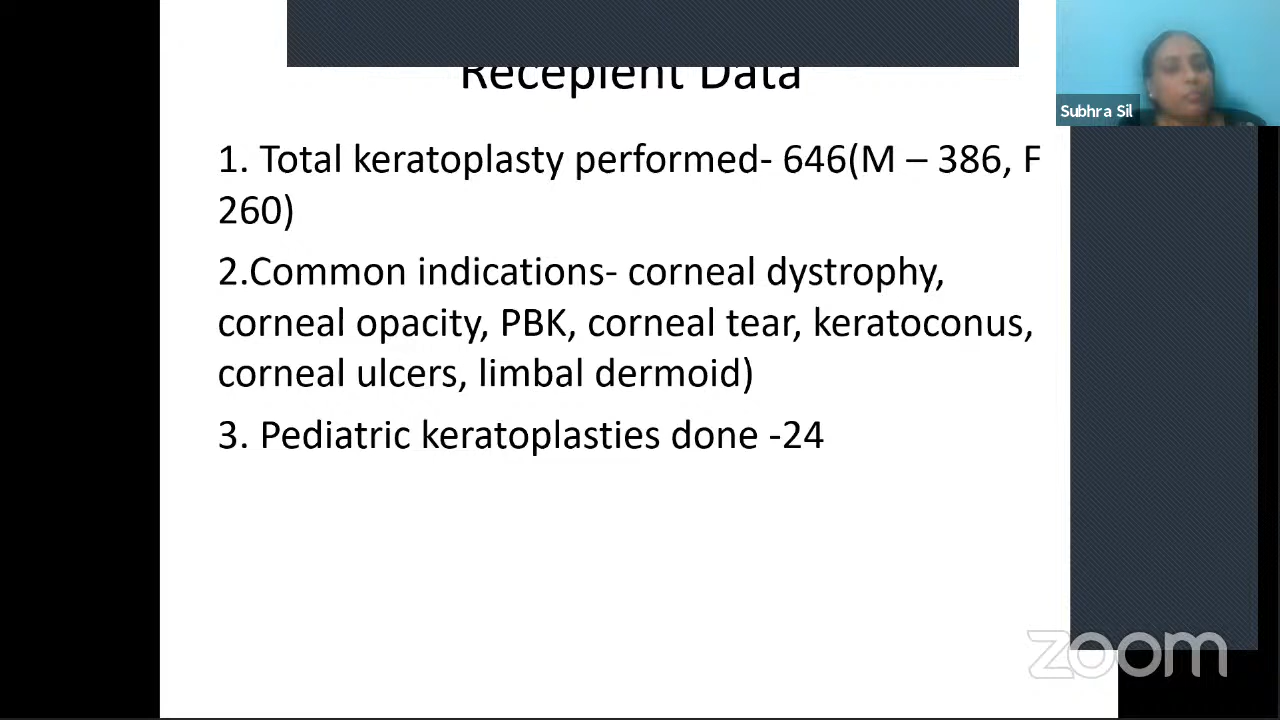 Recepient Data
Subhra Sil
1. Total keratoplasty performed- 646(M – 386, F
260)
2.Common indications- corneal dystrophy,
corneal opacity, PBK, corneal tear, keratoconus,
corneal ulcers, limbal dermoid)
3. Pediatric keratoplasties done -24
zoom